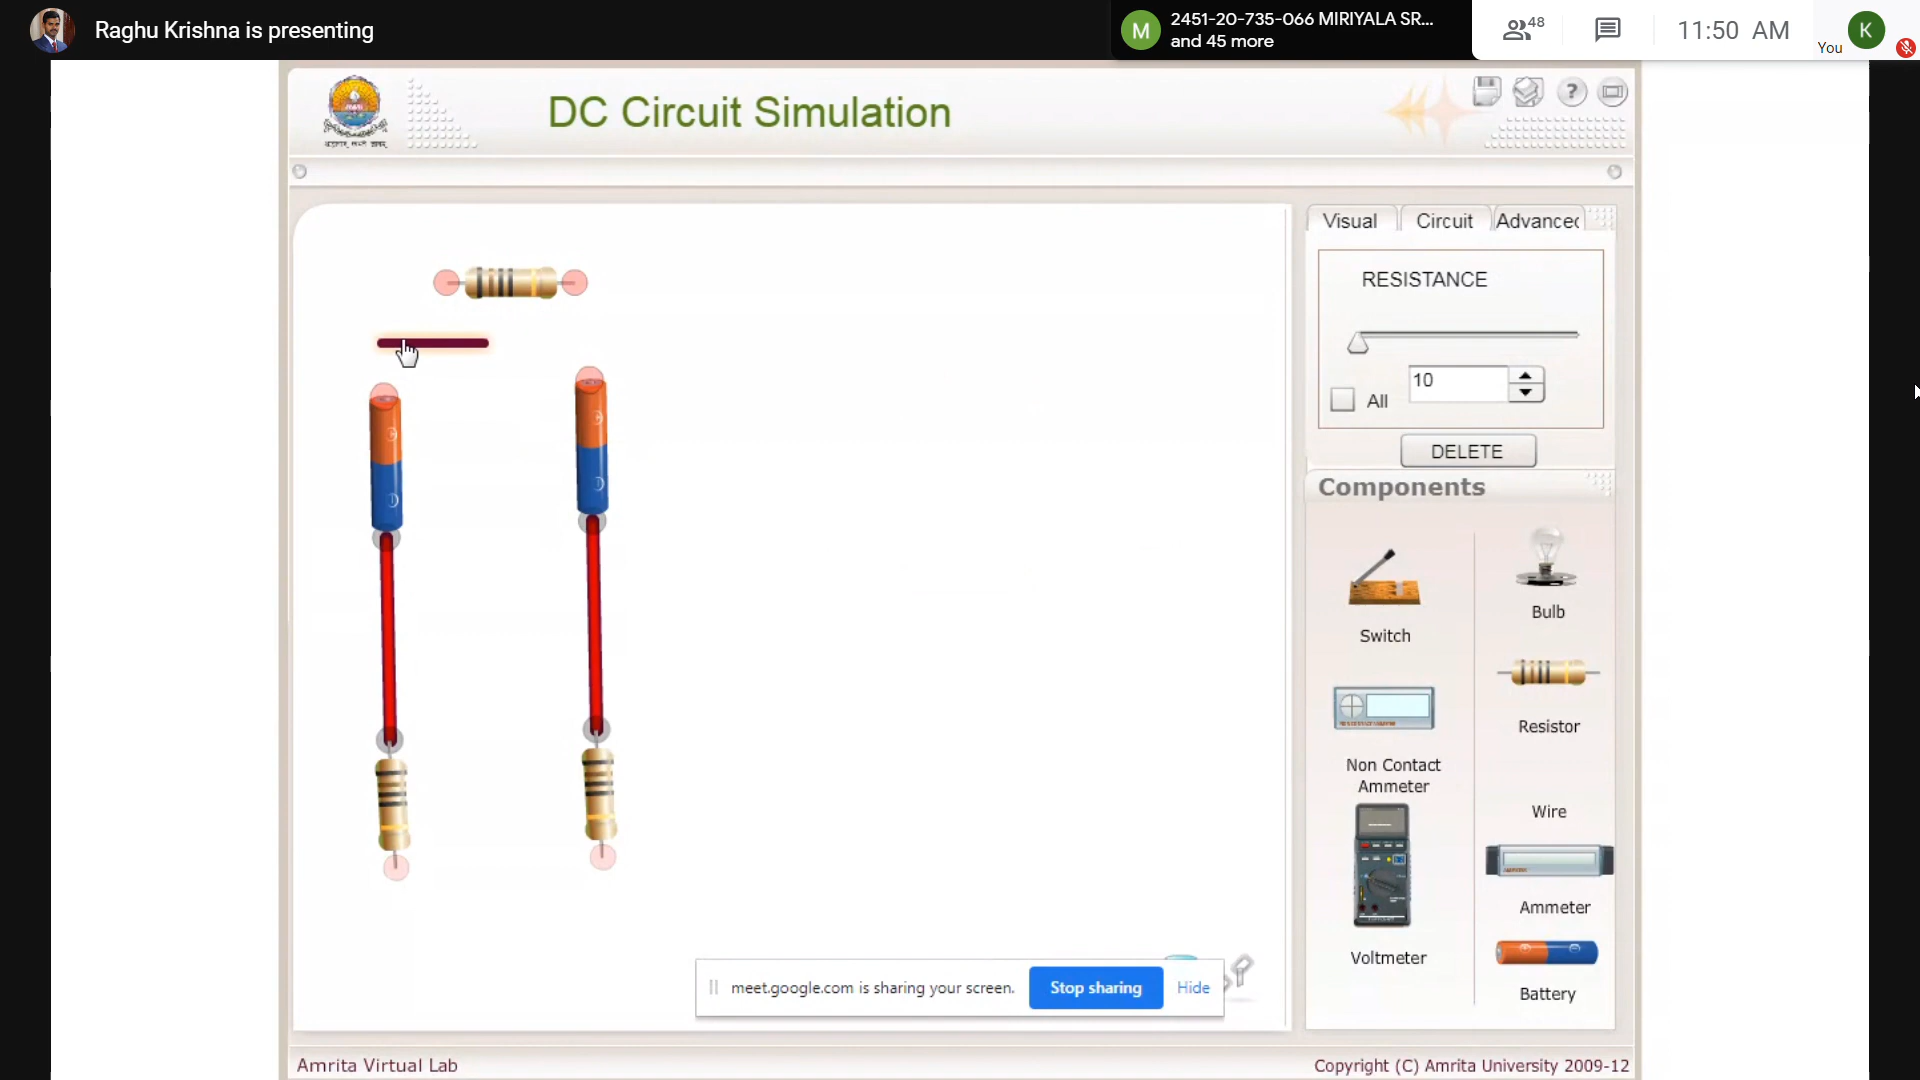 Raghu Krishna is presenting
M
2451-20-735-066 MIRIYALA SR...
and 45 more
48
11:50 AM
You
K
DC Circuit Simulation
?
Visual
Circuit
Advanced
RESISTANCE
10
All
DELETE
Components
Switch
Bulb
Resistor
Non Contact
Ammeter
Wire
Ammeter
Voltmeter
Battery
meet.google.com is sharing your screen.
Stop sharing
Hide
Amrita Virtual Lab
Copyright (C) Amrita University 2009-12